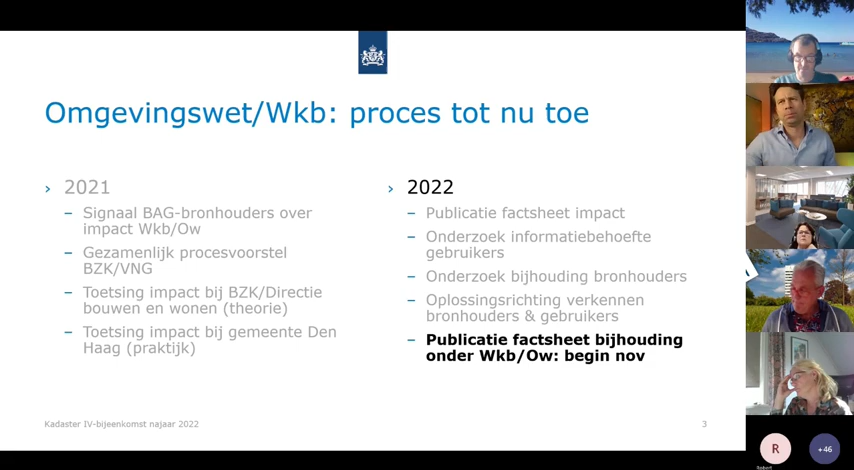 Omgevingswet/Wkb: proces tot nu toe
› 2021
– Signaal BAG-bronhouders over
impact Wkb/Ow
– Gezamenlijk procesvoorstel
BZK/VNG
– Toetsing impact bij BZK/Directie
bouwen en wonen (theorie)
– Toetsing impact bij gemeente Den
Haag (praktijk)
› 2022
– Publicatie factsheet impact
– Onderzoek informatiebehoefte
gebruikers
– Onderzoek bijhouding bronhouders
– Oplossingsrichting verkennen
bronhouders & gebruikers
– Publicatie factsheet bijhouding
onder Wkb/Ow: begin nov
Kadaster IV-bijeenkomst najaar 2022
3
R
+46
Robert